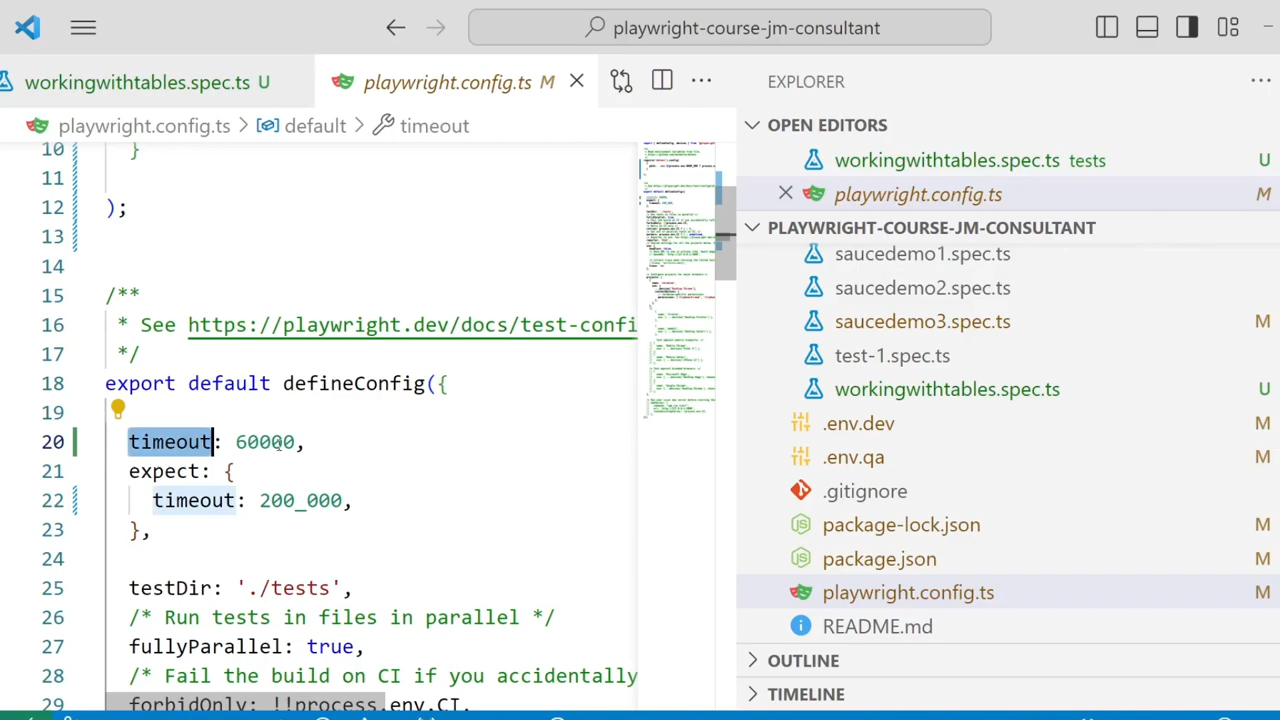 playwright-course-jm-consultant
workingwithtables.spec.ts U
playwright.config.ts M
playwright.config.ts > default > timeout
10 }
11
12 );
13
14
15 /**
16 * See https://playwright.dev/docs/test-confi
17 */
18 export default defineConfig({
19
20 timeout: 60000,
21 expect: {
22 timeout: 200_000,
23 },
24
25 testDir: './tests',
26 /* Run tests in files in parallel */
27 fullyParallel: true,
28 /* Fail the build on CI if you accidentally
29 forbidOnly: !!process.env.CI,
EXPLORER
OPEN EDITORS
workingwithtables.spec.ts tests U
playwright.config.ts M
PLAYWRIGHT-COURSE-JM-CONSULTANT
saucedemo1.spec.ts
saucedemo2.spec.ts
saucedemo3.spec.ts M
test-1.spec.ts
workingwithtables.spec.ts U
.env.dev M
.env.qa M
.gitignore
package-lock.json M
package.json M
playwright.config.ts M
README.md
OUTLINE
TIMELINE